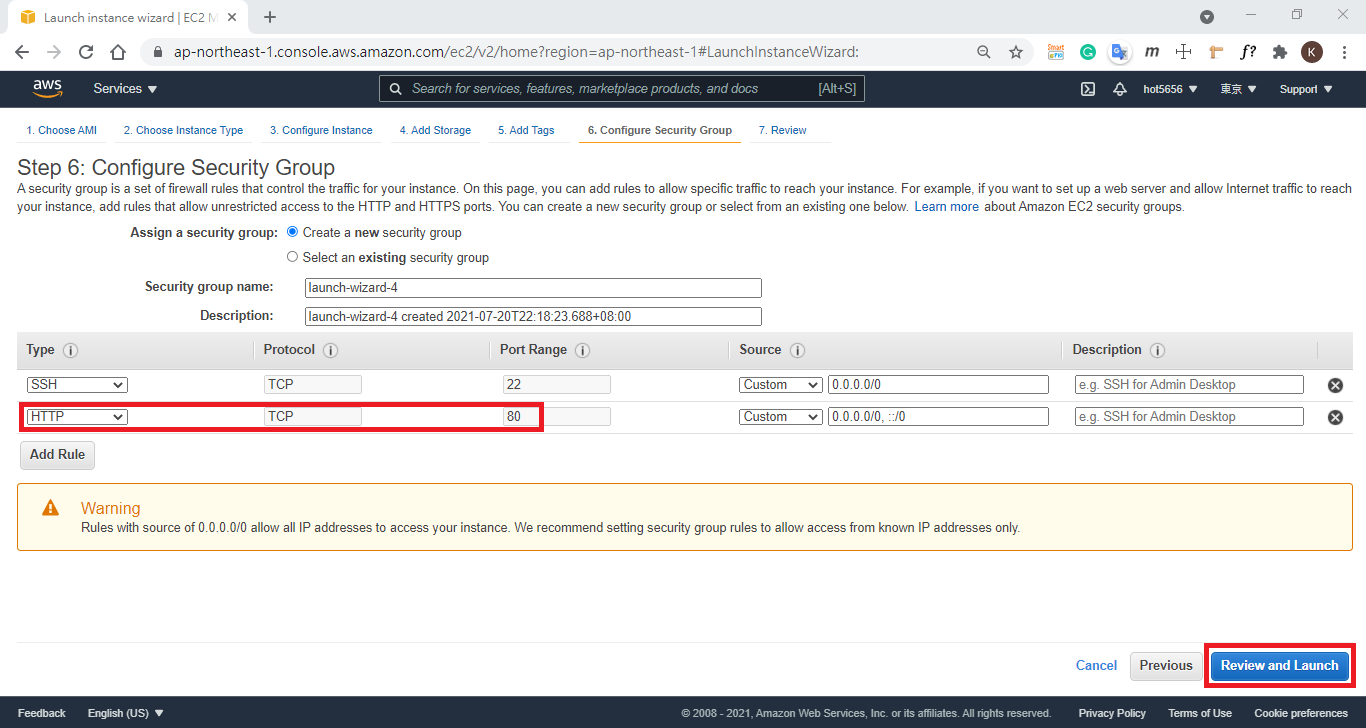 Launch instance wizard | EC2 M
ap-northeast-1.console.aws.amazon.com/ec2/v2/home?region=ap-northeast-1#LaunchInstanceWizard:
Smart
m
f?
K
aws
Services
Search for services, features, marketplace products, and docs
[Alt+S]
hot5656
東京
Support
1. Choose AMI
2. Choose Instance Type
3. Configure Instance
4. Add Storage
5. Add Tags
6. Configure Security Group
7. Review
Step 6: Configure Security Group
A security group is a set of firewall rules that control the traffic for your instance. On this page, you can add rules to allow specific traffic to reach your instance. For example, if you want to set up a web server and allow Internet traffic to reach
your instance, add rules that allow unrestricted access to the HTTP and HTTPS ports. You can create a new security group or select from an existing one below. Learn more about Amazon EC2 security groups.
Assign a security group: Create a new security group
Select an existing security group
Security group name: launch-wizard-4
Description: launch-wizard-4 created 2021-07-20T22:18:23.688+08:00
Type Protocol Port Range Source Description
SSH TCP 22 Custom 0.0.0.0/0 e.g. SSH for Admin Desktop
HTTP TCP 80 Custom 0.0.0.0/0, ::/0 e.g. SSH for Admin Desktop
Add Rule
Warning
Rules with source of 0.0.0.0/0 allow all IP addresses to access your instance. We recommend setting security group rules to allow access from known IP addresses only.
Cancel Previous Review and Launch
Feedback English (US) © 2008 - 2021, Amazon Web Services, Inc. or its affiliates. All rights reserved. Privacy Policy Terms of Use Cookie preferences